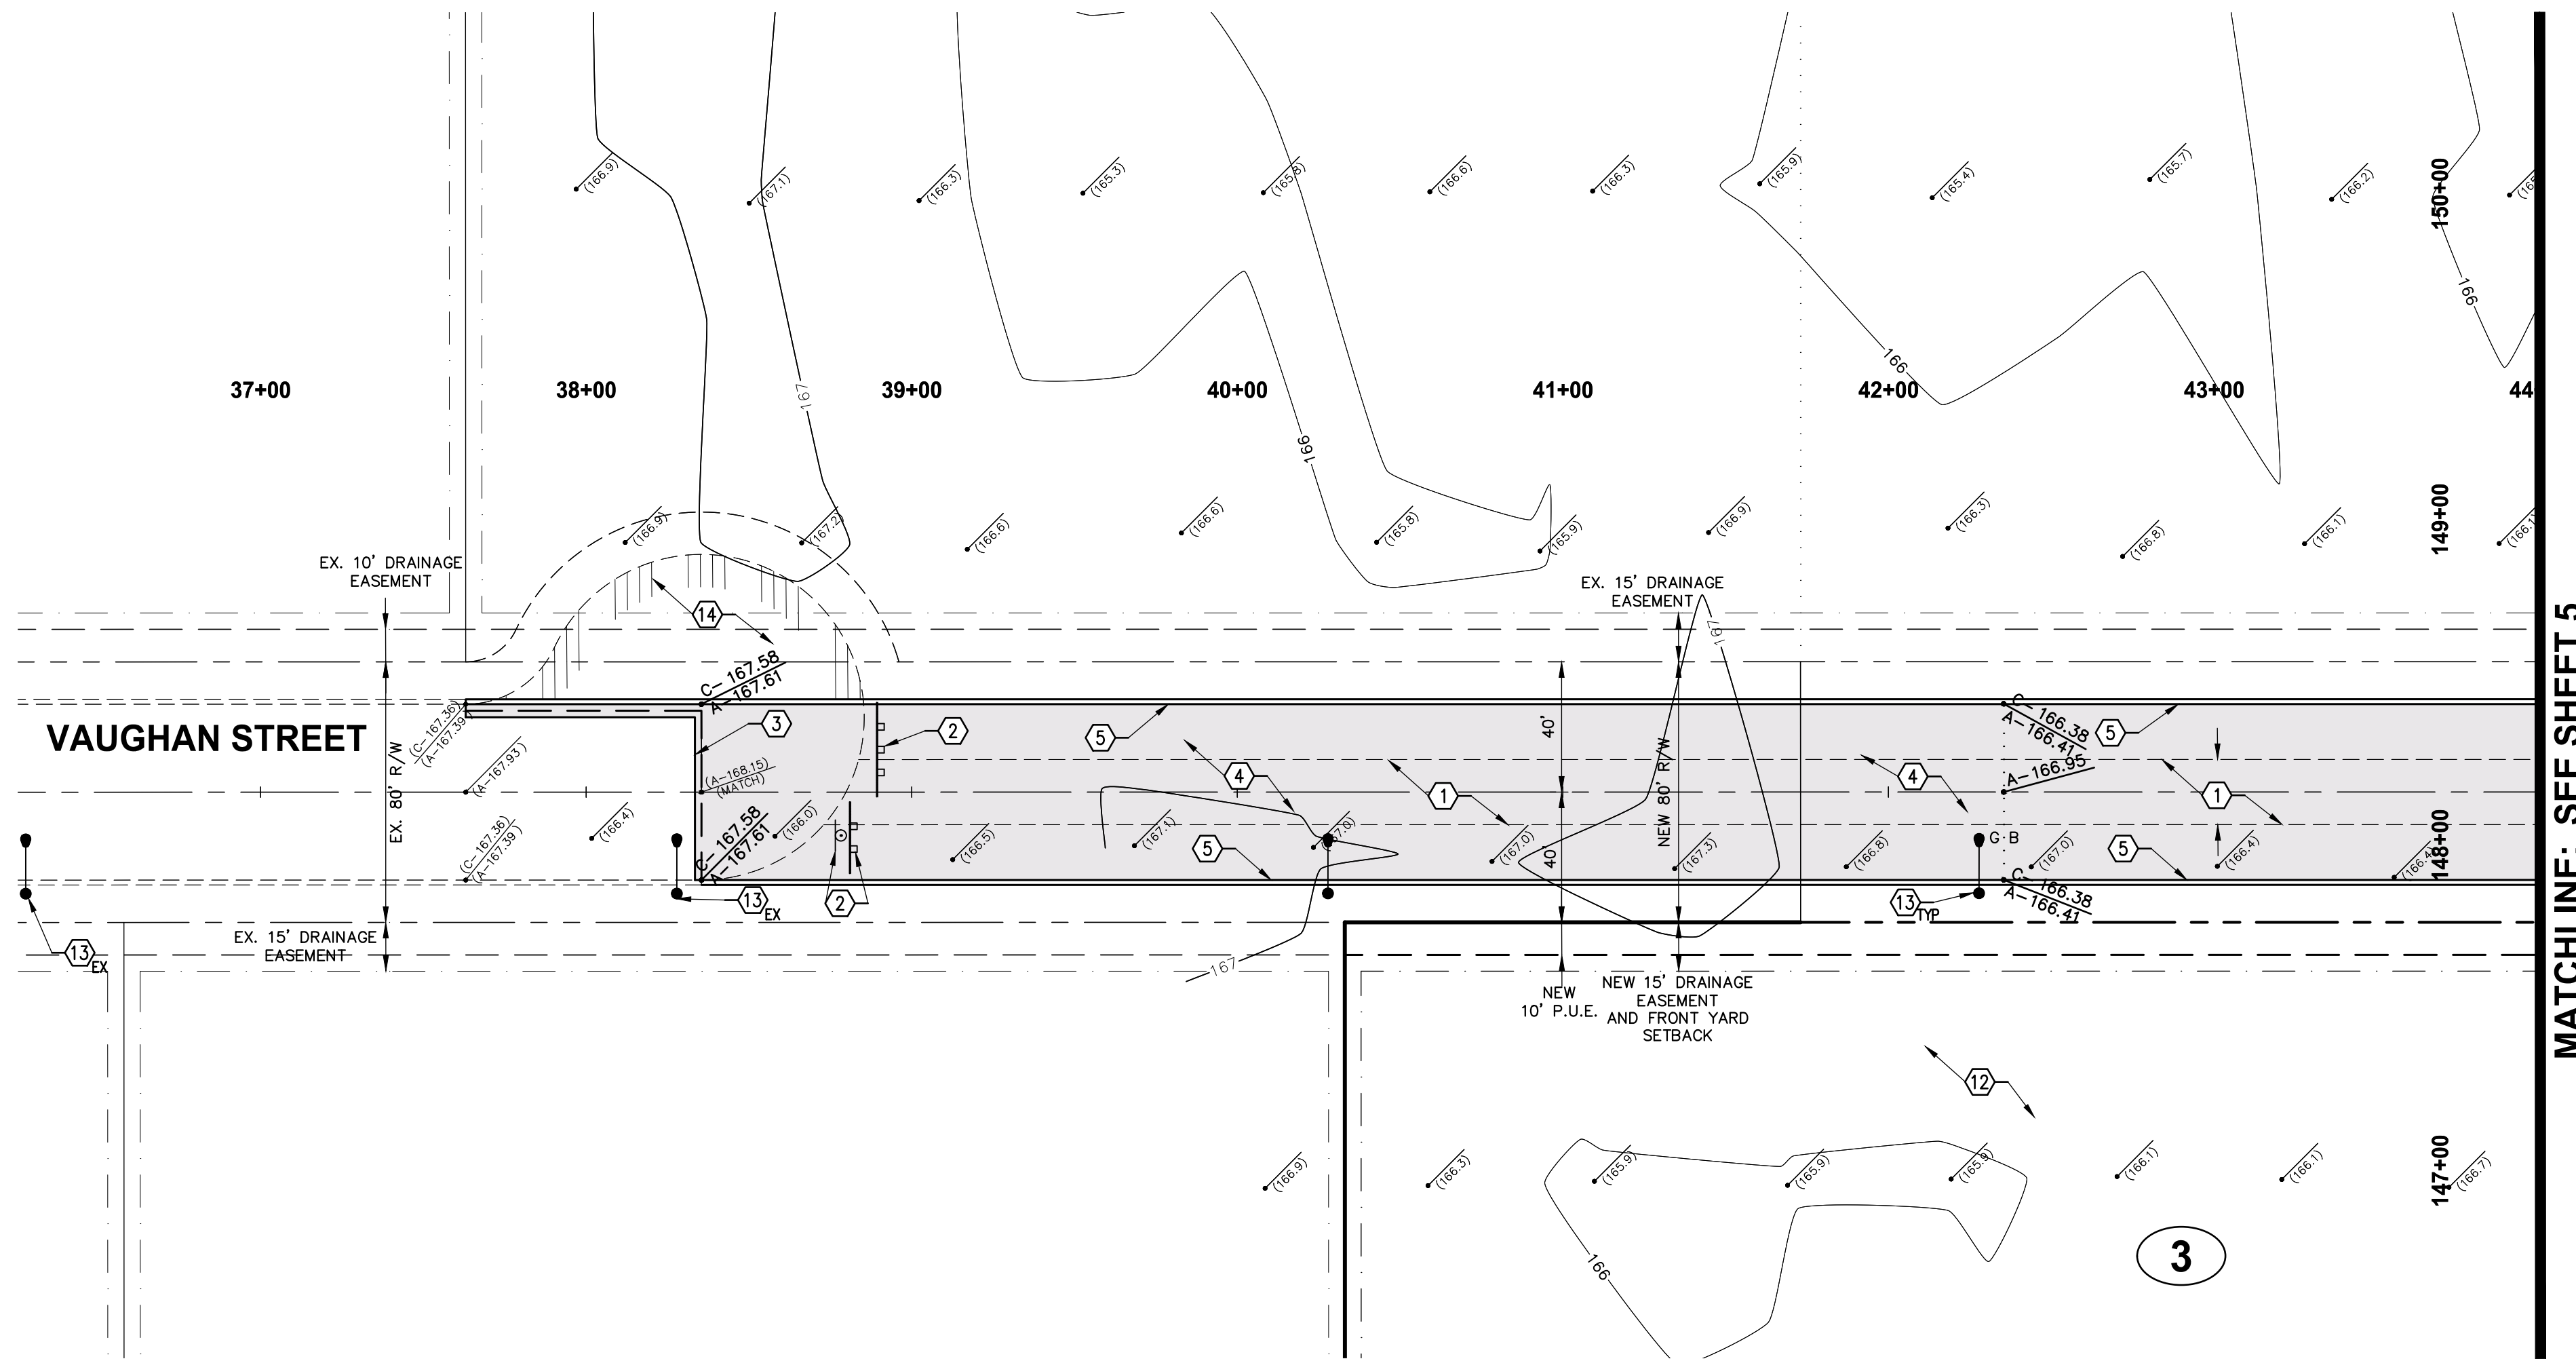 (166.9)
(167.1)
(166.3)
(165.3)
(165.8)
(166.6)
(166.3)
(165.9)
(165.4)
(165.7)
(166.2)
150+00
166
166
167
37+00
38+00
39+00
40+00
41+00
42+00
43+00
44
166
(166.9)
(167.2)
(166.6)
(166.6)
(165.8)
(165.9)
(166.9)
(166.3)
(166.8)
(166.1)
(166.1)
149+00
EX. 10' DRAINAGE
EASEMENT
14
EX. 15' DRAINAGE
EASEMENT
167
MATCHLINE: SEE SHEET 5
VAUGHAN STREET
EX. 80' R/W
(C-167.36)
(A-167.39)
(A-167.93)
C- 167.58
A-167.61
3
2
5
(A-168.15)
(MATCH)
4
1
40'
NEW 80' R/W
4
C- 166.38
A-166.41
A-166.95
5
1
(C-167.36)
(A-167.39)
(166.4)
C- 167.58
A-167.61
(166.0)
(166.5)
(167.1)
5
(167.0)
40'
(167.3)
(166.8)
G B
(167.0)
5
(166.4)
(166.4)
148+00
C- 166.38
A-166.41
13
EX
2
13
TYP
13
EX
EX. 15' DRAINAGE
EASEMENT
167
NEW
10' P.U.E.
NEW 15' DRAINAGE
EASEMENT
AND FRONT YARD
SETBACK
12
(166.9)
(166.3)
(165.9)
(165.9)
(165.9)
(166.1)
(166.1)
(166.7)
147+00
166
3